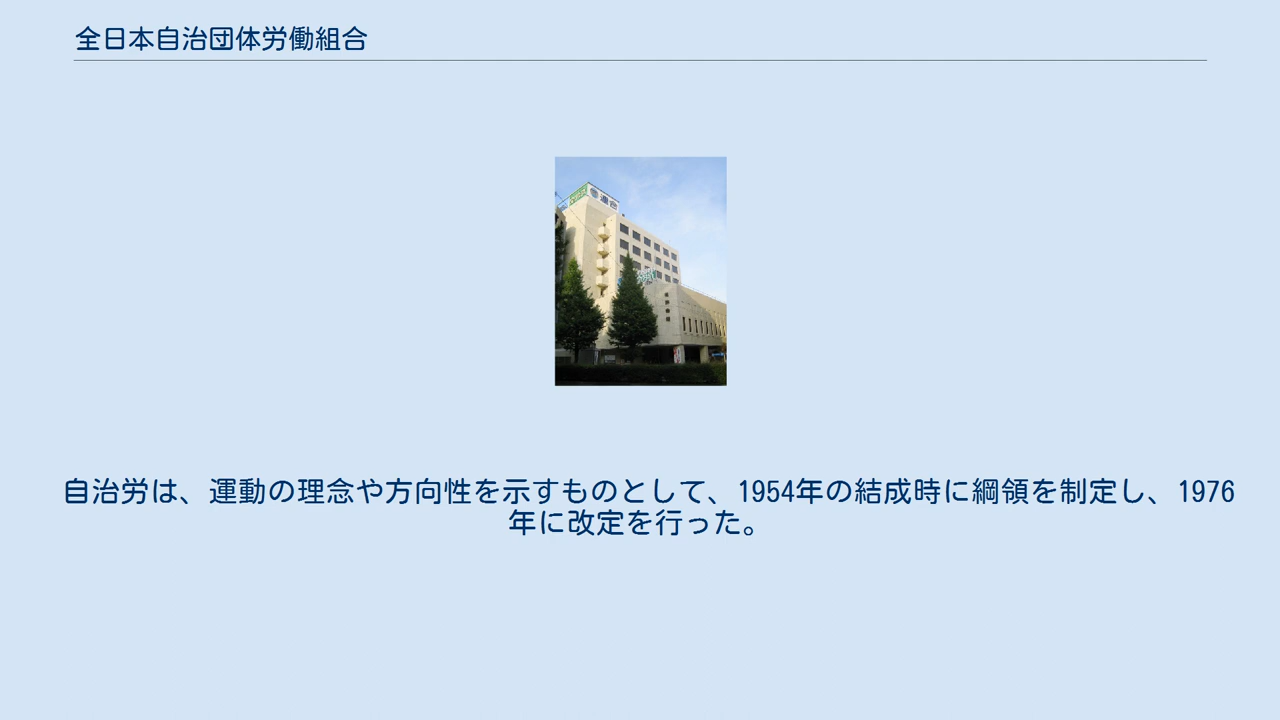 全日本自治団体労働組合
連合
自治労は、運動の理念や方向性を示すものとして、1954年の結成時に綱領を制定し、1976
年に改定を行った。